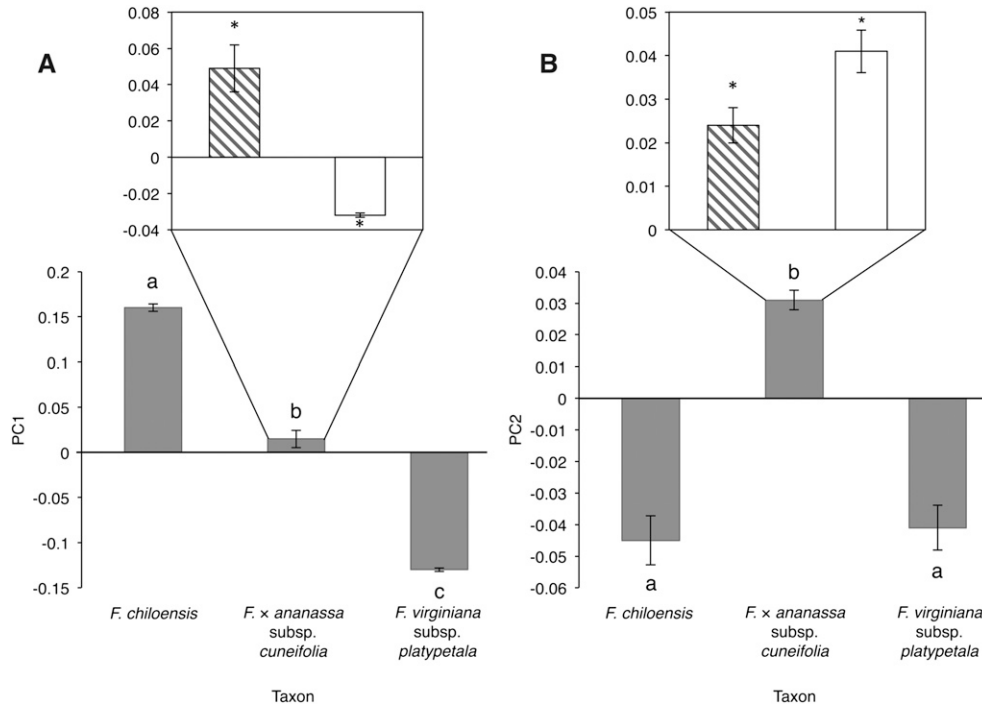 A
0.08
0.06
*
0.04
0.02
0
-0.02
*
-0.04
0.2
a
0.15
0.1
0.05
b
PC1
0
-0.05
-0.1
-0.15
c
F. chiloensis
F. × ananassa
subsp.
cuneifolia
F. virginiana
subsp.
platypetala
Taxon
B
0.05
*
0.04
*
0.03
0.02
0.01
0
0.04
b
0.03
0.02
0.01
0
PC2
-0.01
-0.02
-0.03
-0.04
-0.05
a
a
-0.06
F. chiloensis
F. × ananassa
subsp.
cuneifolia
F. virginiana
subsp.
platypetala
Taxon